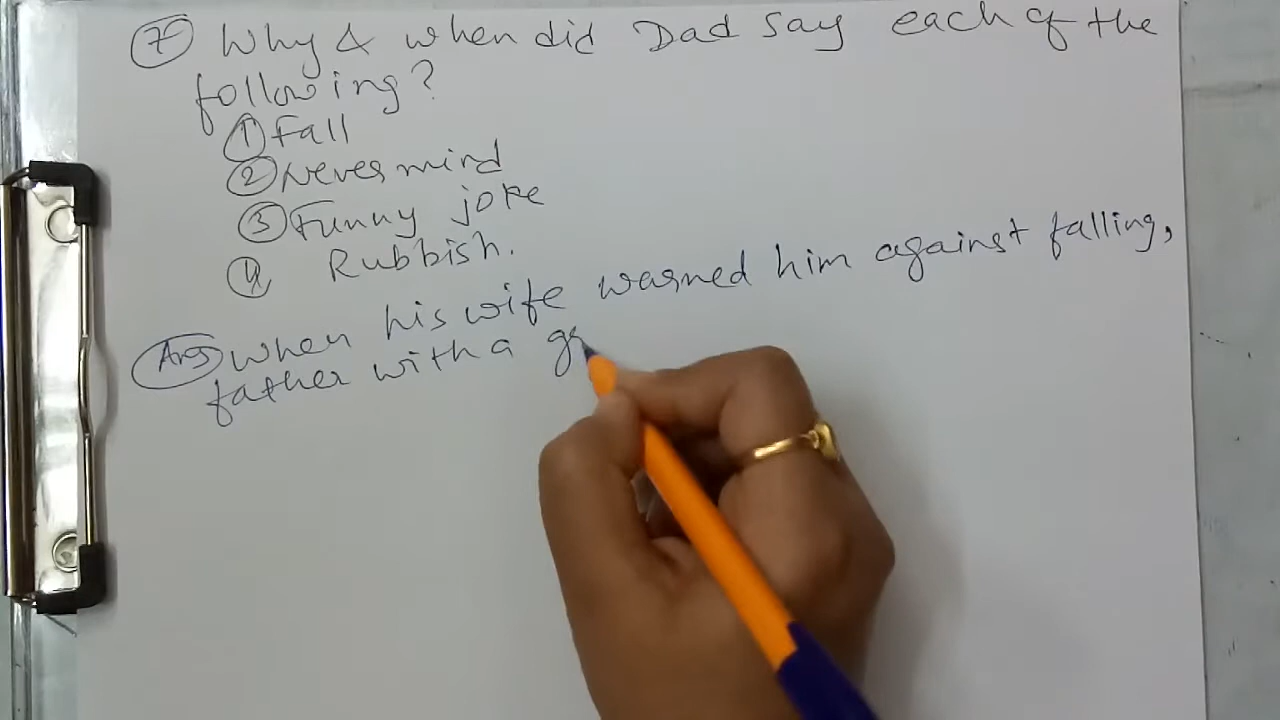 7 Why & when did Dad say each of the
following?
1 Fall
2 Never mind
3 Funny joke
4 Rubbish.
Ans When his wife warned him against falling,
father with a gr